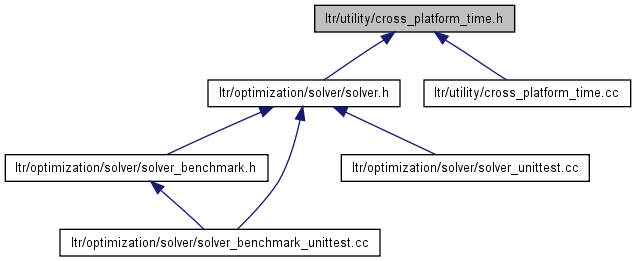 ltr/utility/cross_platform_time.h
ltr/optimization/solver/solver.h
ltr/utility/cross_platform_time.cc
ltr/optimization/solver/solver_benchmark.h
ltr/optimization/solver/solver_unittest.cc
ltr/optimization/solver/solver_benchmark_unittest.cc